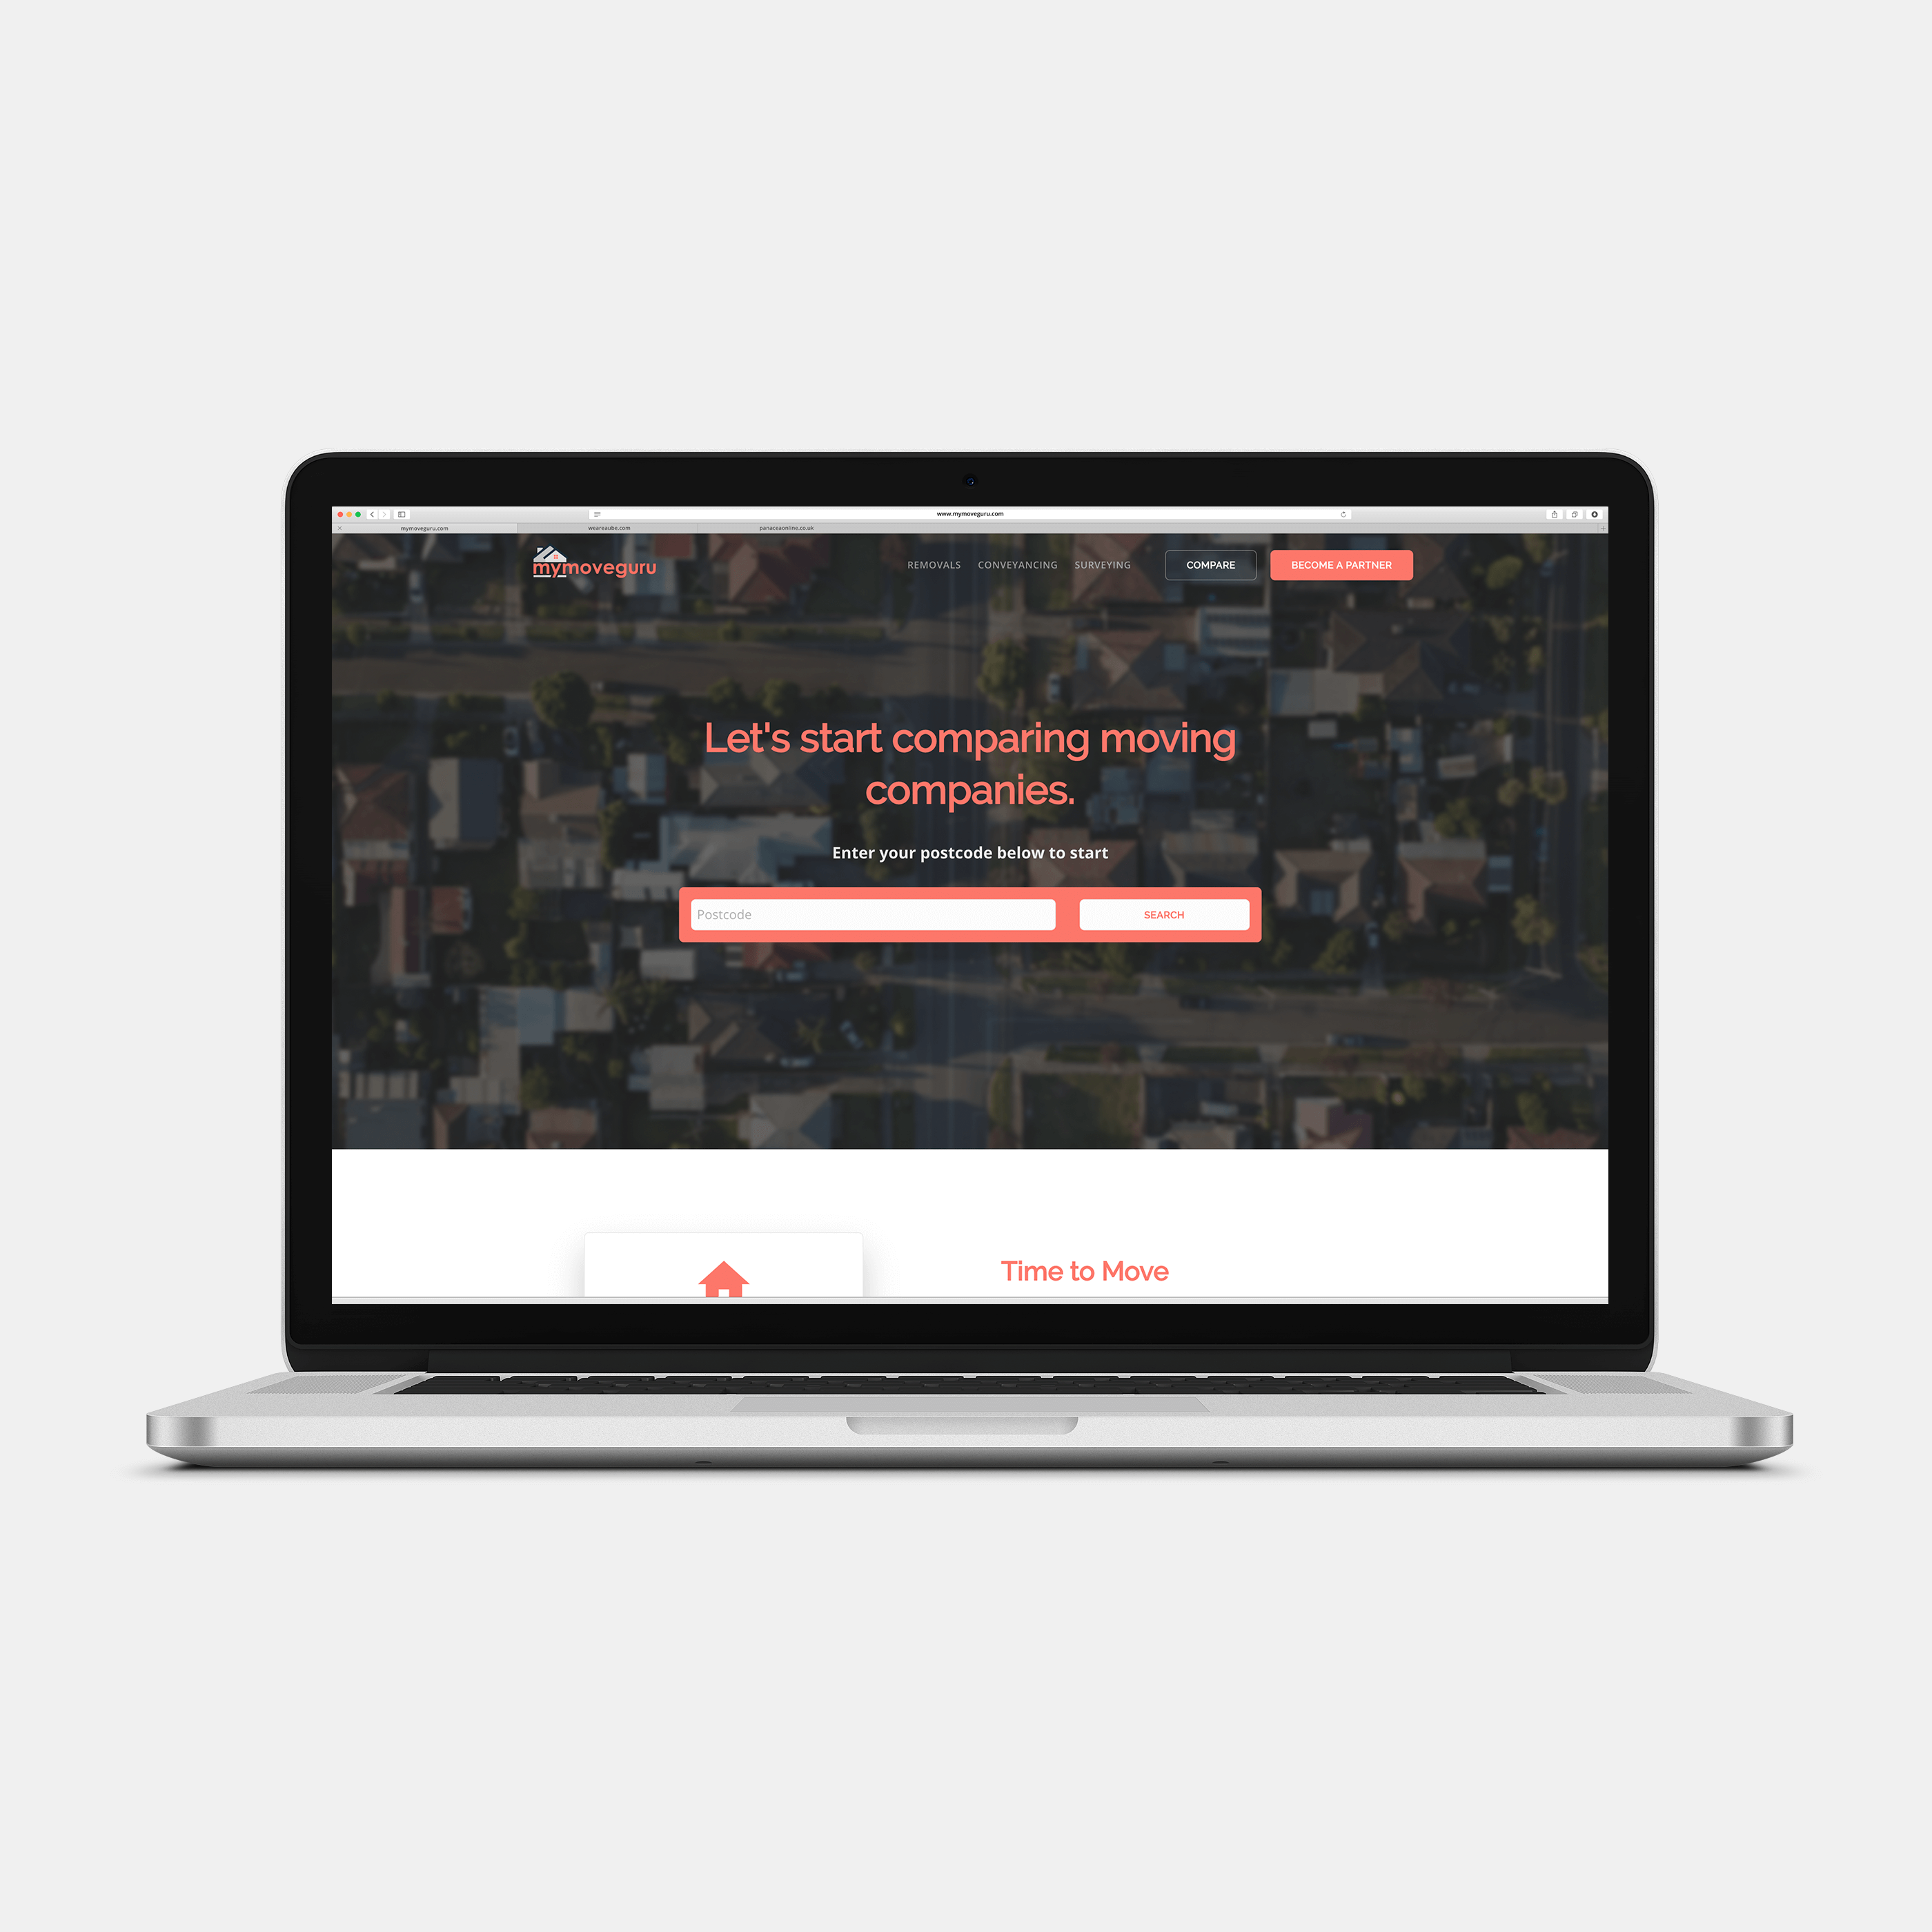 www.mymoveguru.com
mymoveguru.com
weareaube.com
panaceaonline.co.uk
mymoveguru
REMOVALS
CONVEYANCING
SURVEYING
COMPARE
BECOME A PARTNER
Let's start comparing moving
companies.
Enter your postcode below to start
Postcode
SEARCH
Time to Move